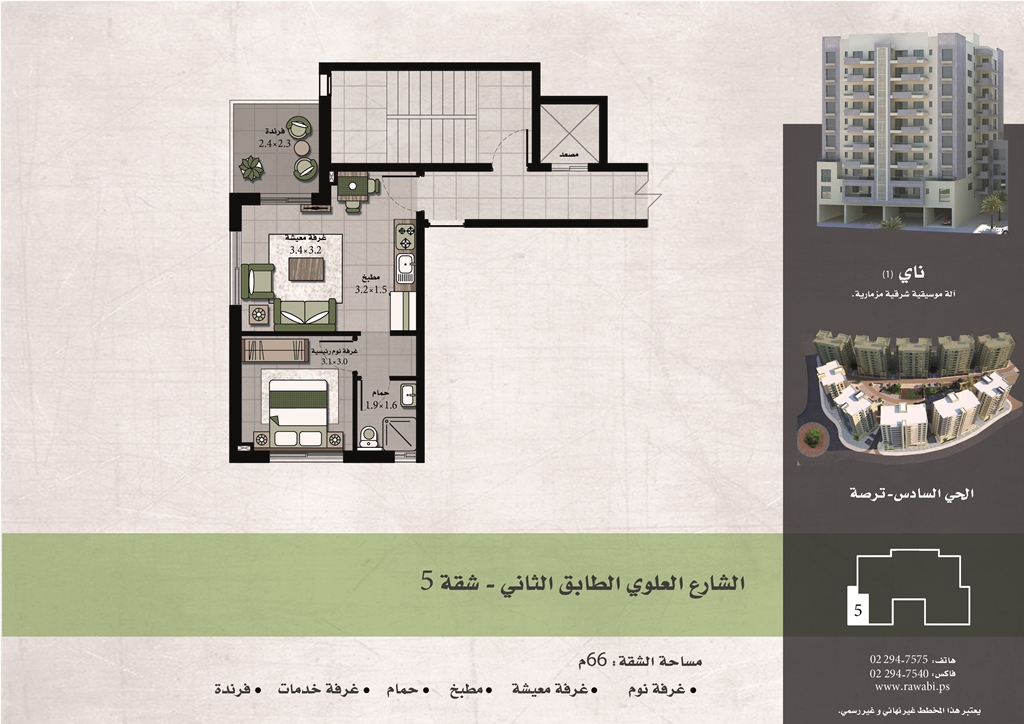 فرندة
2.4×2.3
مصعد
غرفة معيشة
3.4×3.2
مطبخ
3.2×1.5
غرفة نوم رئيسية
3.1×3.0
حمام
1.9×1.6
ناي (1)
آلة موسيقية شرقية مزمارية.
الحي السادس-ترصة
الشارع العلوي الطابق الثاني - شقة 5
5
مساحة الشقة: 66م
• غرفة نوم • غرفة معيشة • مطبخ • حمام • غرفة خدمات • فرندة
هاتف: 02 294-7575
فاكس: 02 294-7540
www.rawabi.ps
يعتبر هذا المخطط غير نهائي و غير رسمي.